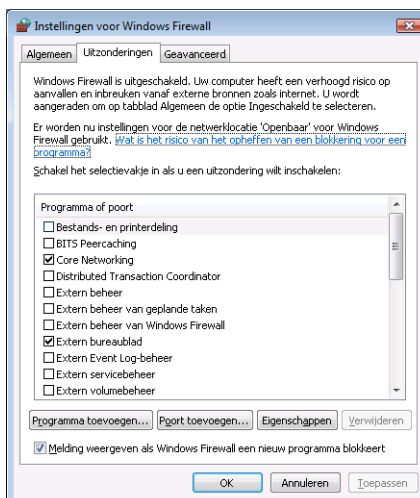 Instellingen voor Windows Firewall
Algemeen Uitzonderingen Geavanceerd
Windows Firewall is uitgeschakeld. Uw computer heeft een verhoogd risico op
aanvallen en inbreuken vanaf externe bronnen zoals internet. U wordt
aangeraden om op tabblad Algemeen de optie Ingeschakeld te selecteren.
Er worden nu instellingen voor de netwerklocatie 'Openbaar' voor Windows
Firewall gebruikt. Wat is het risico van het opheffen van een blokkering voor een
programma?
Schakel het selectievakje in als u een uitzondering wilt inschakelen:
Programma of poort
Bestands- en printerdeling
BITS Peercaching
Core Networking
Distributed Transaction Coordinator
Extern beheer
Extern beheer van geplande taken
Extern beheer van Windows Firewall
Extern bureaublad
Extern Event Log-beheer
Extern servicebeheer
Extern volumebeheer
Programma toevoegen... Poort toevoegen... Eigenschappen Verwijderen
Melding weergeven als Windows Firewall een nieuw programma blokkeert
OK Annuleren Toepassen